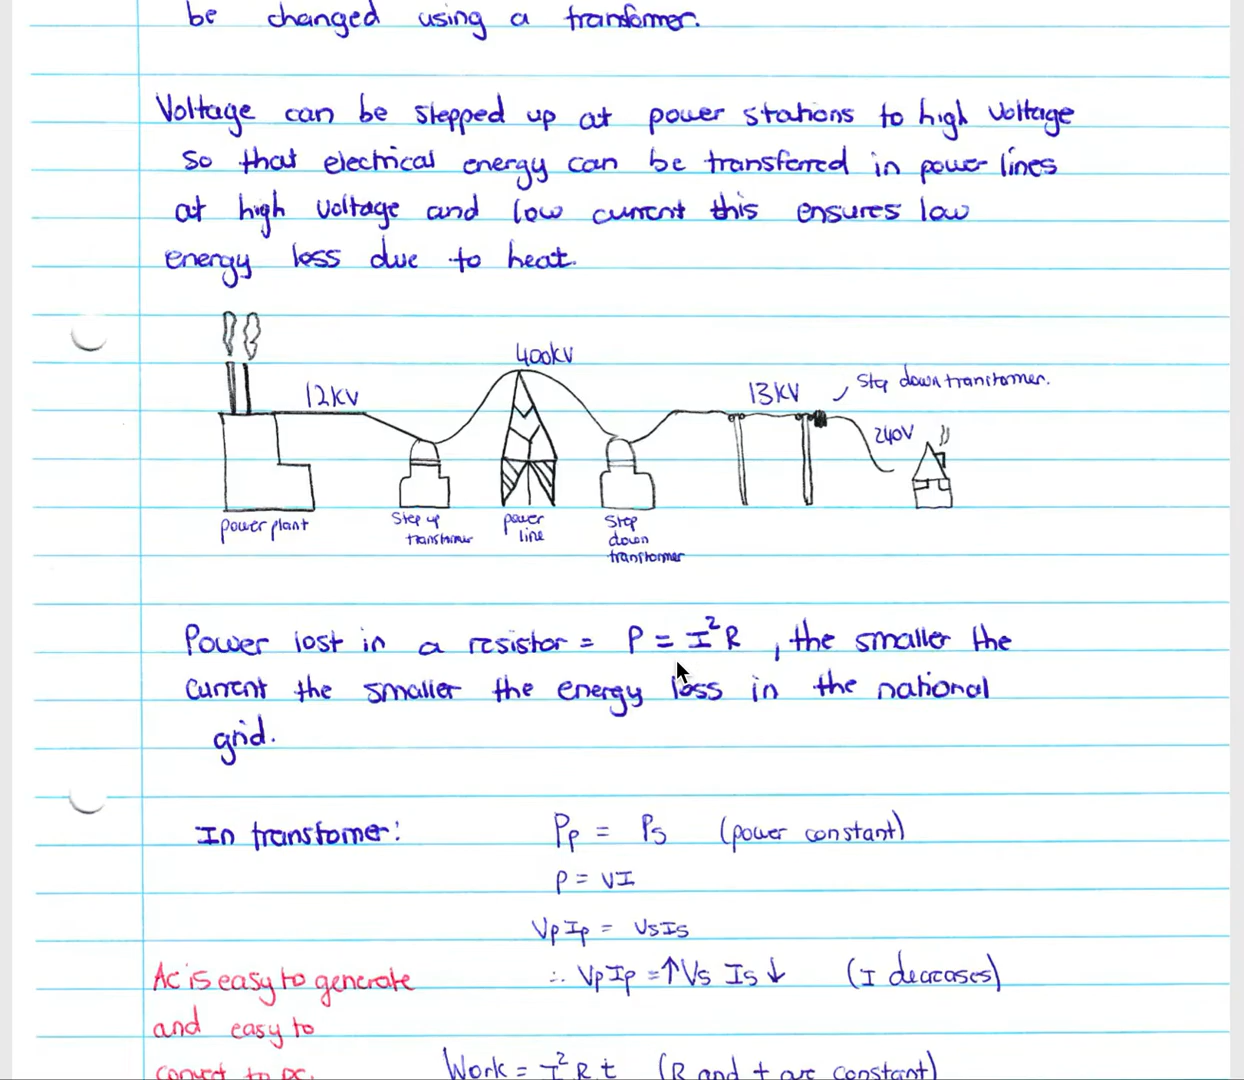 be changed using a transformer.
Voltage can be stepped up at power stations to high voltage
so that electrical energy can be transferred in power lines
at high voltage and low current this ensures low
energy loss due to heat.
400kV
12kV
13kV
Step down transformer.
240V
power plant
Step up
transformer
power
line
Step
down
transformer
Power lost in a resistor = P = I²R , the smaller the
current the smaller the energy loss in the national
grid.
In transfomer: Pp = Ps (power constant)
P = VI
VpIp = VsIs
∴ VpIp = ↑Vs Is ↓ (I decreases)
Ac is easy to generate
and easy to
convert to DC.
Work = I²Rt (R and t are constant)